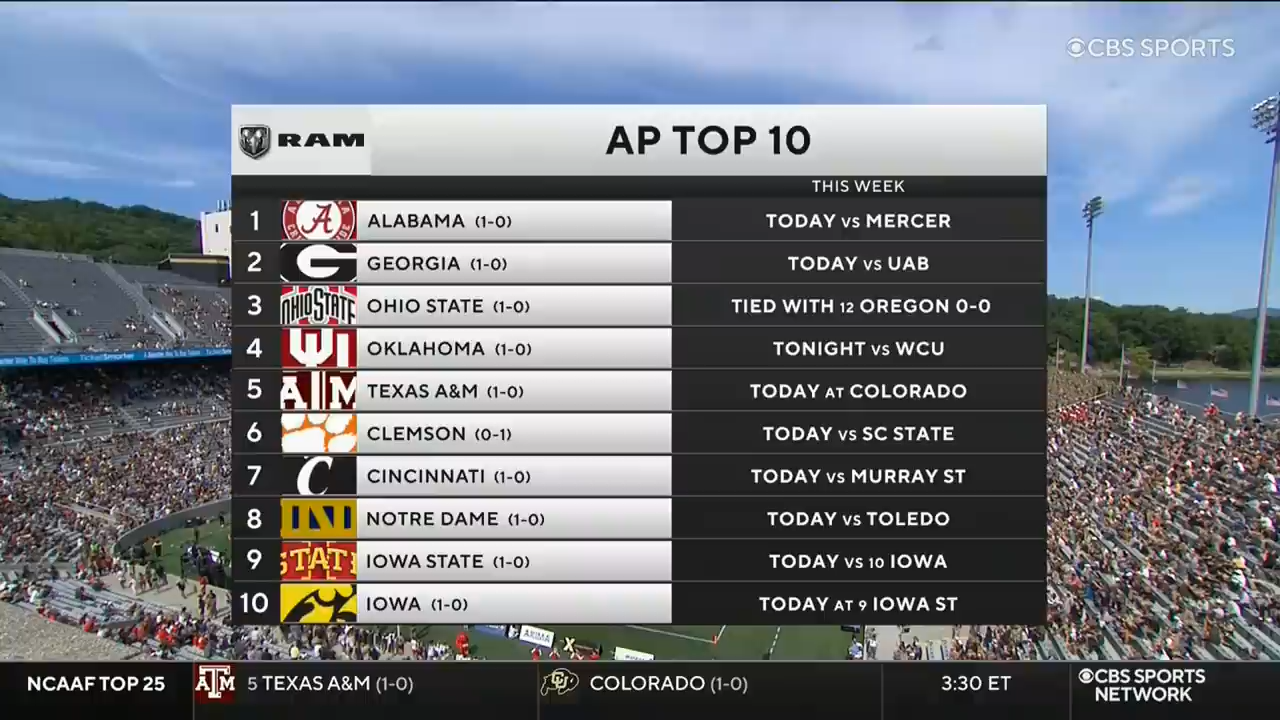 CBS SPORTS
RAM
AP TOP 10
THIS WEEK
1 ALABAMA (1-0) TODAY vs MERCER
2 GEORGIA (1-0) TODAY vs UAB
3 OHIO STATE (1-0) TIED WITH 12 OREGON 0-0
4 OKLAHOMA (1-0) TONIGHT vs WCU
5 TEXAS A&M (1-0) TODAY AT COLORADO
6 CLEMSON (0-1) TODAY vs SC STATE
7 CINCINNATI (1-0) TODAY vs MURRAY ST
8 NOTRE DAME (1-0) TODAY vs TOLEDO
9 IOWA STATE (1-0) TODAY VS 10 IOWA
10 IOWA (1-0) TODAY AT 9 IOWA ST
NCAAF TOP 25 5 TEXAS A&M (1-0) COLORADO (1-0) 3:30 ET CBS SPORTS NETWORK